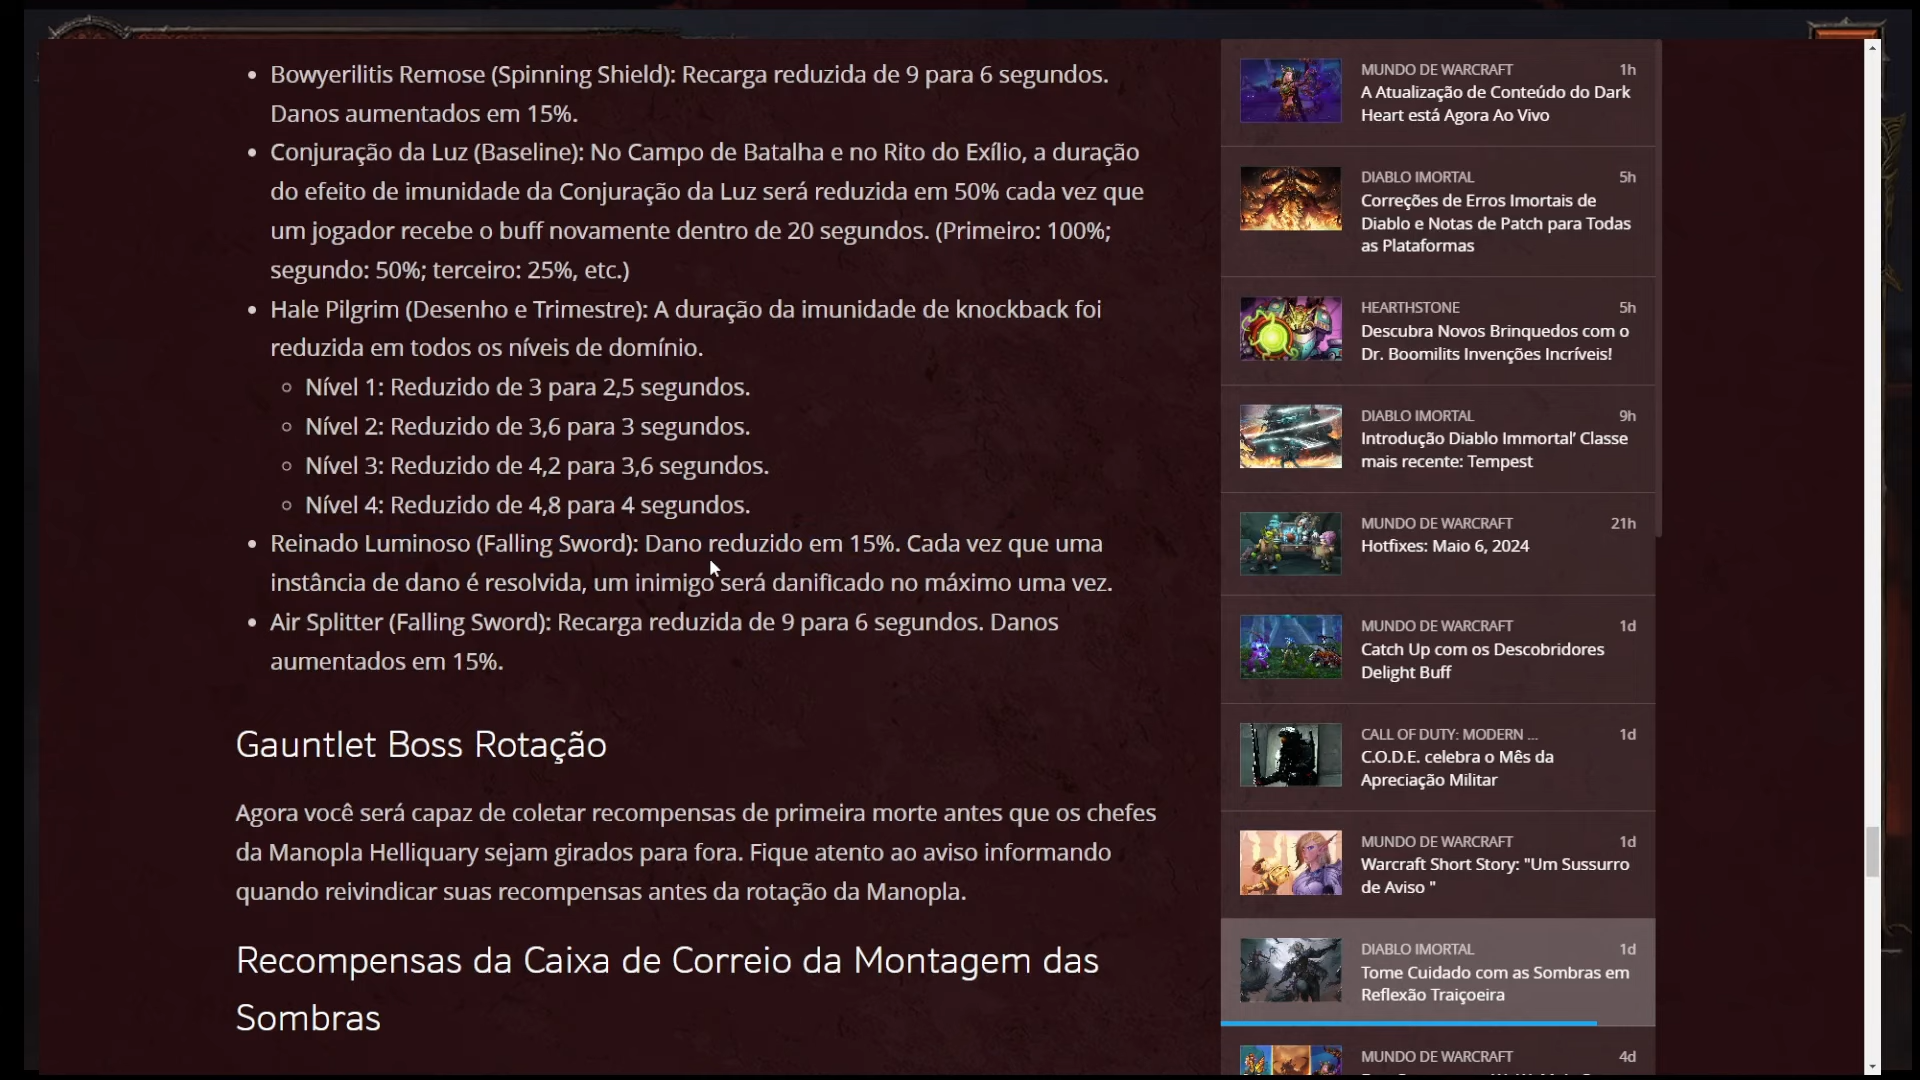 Bowyerilitis Remose (Spinning Shield): Recarga reduzida de 9 para 6 segundos.
Danos aumentados em 15%.
Conjuração da Luz (Baseline): No Campo de Batalha e no Rito do Exílio, a duração
do efeito de imunidade da Conjuração da Luz será reduzida em 50% cada vez que
um jogador recebe o buff novamente dentro de 20 segundos. (Primeiro: 100%;
segundo: 50%; terceiro: 25%, etc.)
Hale Pilgrim (Desenho e Trimestre): A duração da imunidade de knockback foi
reduzida em todos os níveis de domínio.
Nível 1: Reduzido de 3 para 2,5 segundos.
Nível 2: Reduzido de 3,6 para 3 segundos.
Nível 3: Reduzido de 4,2 para 3,6 segundos.
Nível 4: Reduzido de 4,8 para 4 segundos.
Reinado Luminoso (Falling Sword): Dano reduzido em 15%. Cada vez que uma
instância de dano é resolvida, um inimigo será danificado no máximo uma vez.
Air Splitter (Falling Sword): Recarga reduzida de 9 para 6 segundos. Danos
aumentados em 15%.
Gauntlet Boss Rotação
Agora você será capaz de coletar recompensas de primeira morte antes que os chefes
da Manopla Helliquary sejam girados para fora. Fique atento ao aviso informando
quando reivindicar suas recompensas antes da rotação da Manopla.
Recompensas da Caixa de Correio da Montagem das
Sombras
MUNDO DE WARCRAFT 1h
A Atualização de Conteúdo do Dark
Heart está Agora Ao Vivo
DIABLO IMORTAL 5h
Correções de Erros Imortais de
Diablo e Notas de Patch para Todas
as Plataformas
HEARTHSTONE 5h
Descubra Novos Brinquedos com o
Dr. Boomilits Invenções Incríveis!
DIABLO IMORTAL 9h
Introdução Diablo Immortal’ Classe
mais recente: Tempest
MUNDO DE WARCRAFT 21h
Hotfixes: Maio 6, 2024
MUNDO DE WARCRAFT 1d
Catch Up com os Descobridores
Delight Buff
CALL OF DUTY: MODERN ... 1d
C.O.D.E. celebra o Mês da
Apreciação Militar
MUNDO DE WARCRAFT 1d
Warcraft Short Story: "Um Sussurro
de Aviso "
DIABLO IMORTAL 1d
Tome Cuidado com as Sombras em
Reflexão Traiçoeira
MUNDO DE WARCRAFT 4d